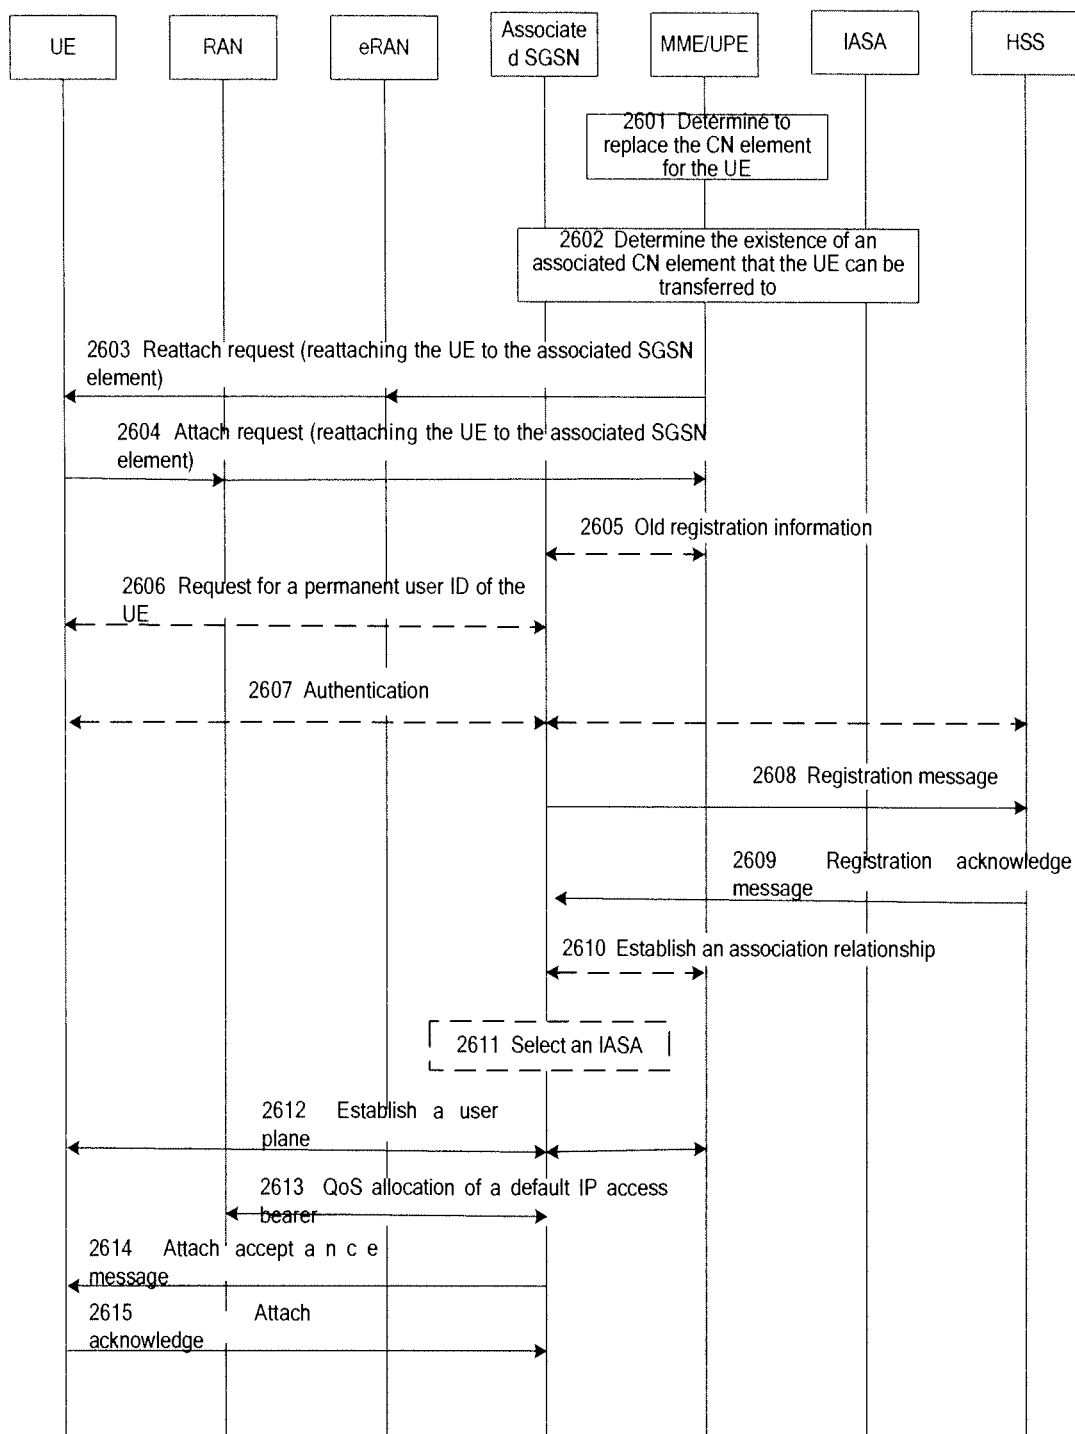 UE
RAN
eRAN
Associate
d SGSN
MME/UPE
IASA
HSS
2601 Determine to
replace the CN element
for the UE
2602 Determine the existence of an
associated CN element that the UE can be
transferred to
2603 Reattach request (reattaching the UE to the associated SGSN
element)
2604 Attach request (reattaching the UE to the associated SGSN
element)
2605 Old registration information
2606 Request for a permanent user ID of the
UE
2607 Authentication
2608 Registration message
2609 Registration acknowledge
message
2610 Establish an association relationship
2611 Select an IASA
2612 Establish a user
plane
2613 QoS allocation of a default IP access
bearer
2614 Attach accept a n c e
message
2615 Attach
acknowledge